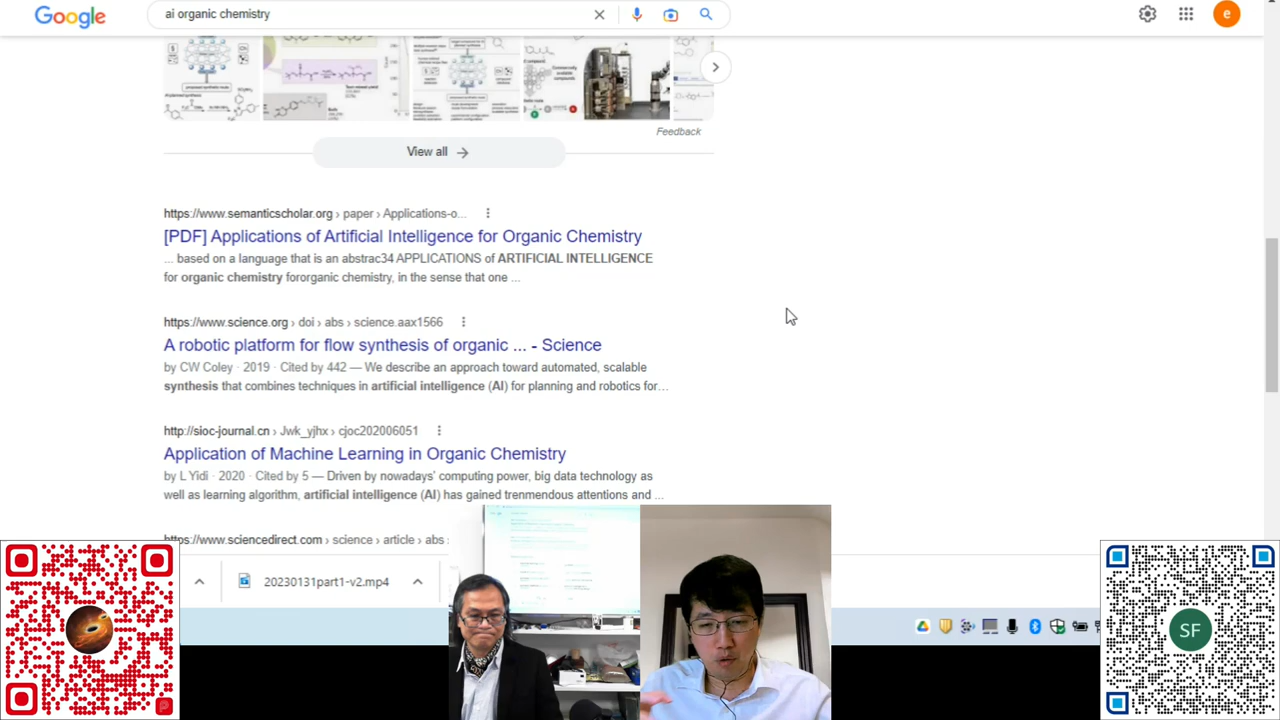 Google
ai organic chemistry
e
Feedback
View all
https://www.semanticscholar.org › paper › Applications-o...
[PDF] Applications of Artificial Intelligence for Organic Chemistry
... based on a language that is an abstrac34 APPLICATIONS of ARTIFICIAL INTELLIGENCE
for organic chemistry fororganic chemistry, in the sense that one ...
https://www.science.org › doi › abs › science.aax1566
A robotic platform for flow synthesis of organic ... - Science
by CW Coley · 2019 · Cited by 442 — We describe an approach toward automated, scalable
synthesis that combines techniques in artificial intelligence (AI) for planning and robotics for…
http://sioc-journal.cn › Jwk_yjhx › cjoc202006051
Application of Machine Learning in Organic Chemistry
by L Yidi · 2020 · Cited by 5 — Driven by nowadays' computing power, big data technology as
well as learning algorithm, artificial intelligence (AI) has gained trenmendous attentions and ...
https://www.sciencedirect.com › science › article › abs ›
20230131part1-v2.mp4
SF